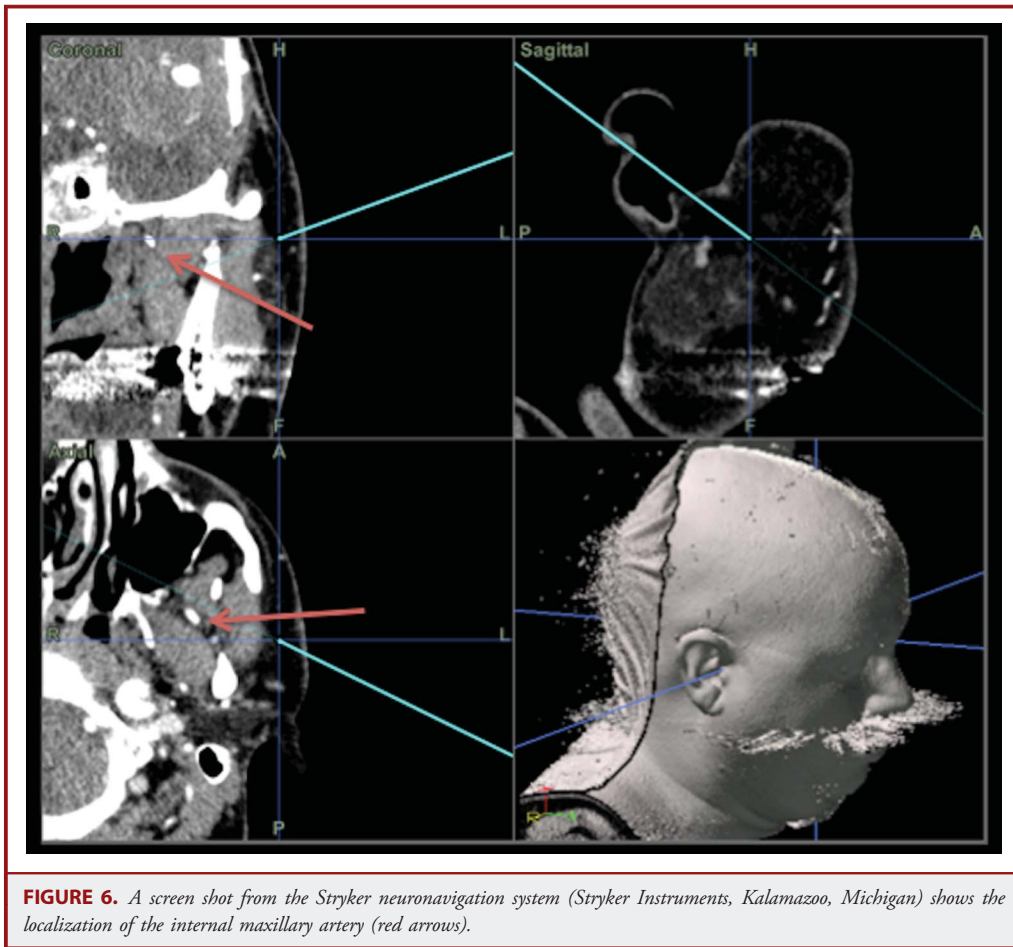 Coronal
H
R
L
F
Sagittal
H
P
A
F
Axial
A
R
L
P
R
FIGURE 6. A screen shot from the Stryker neuronavigation system (Stryker Instruments, Kalamazoo, Michigan) shows the
localization of the internal maxillary artery (red arrows).